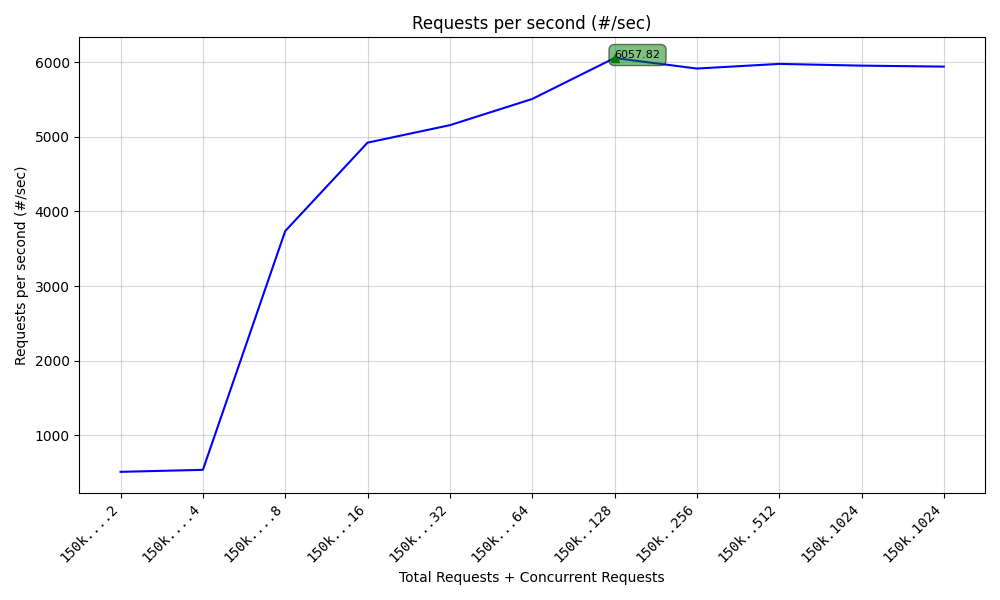 Requests per second (#/sec)
6057.82
Requests per second (#/sec)
6000
5000
4000
3000
2000
1000
150k....2
150k....4
150k....8
150k...16
150k...32
150k...64
150k..128
150k..256
150k..512
150k.1024
150k.1024
Total Requests + Concurrent Requests